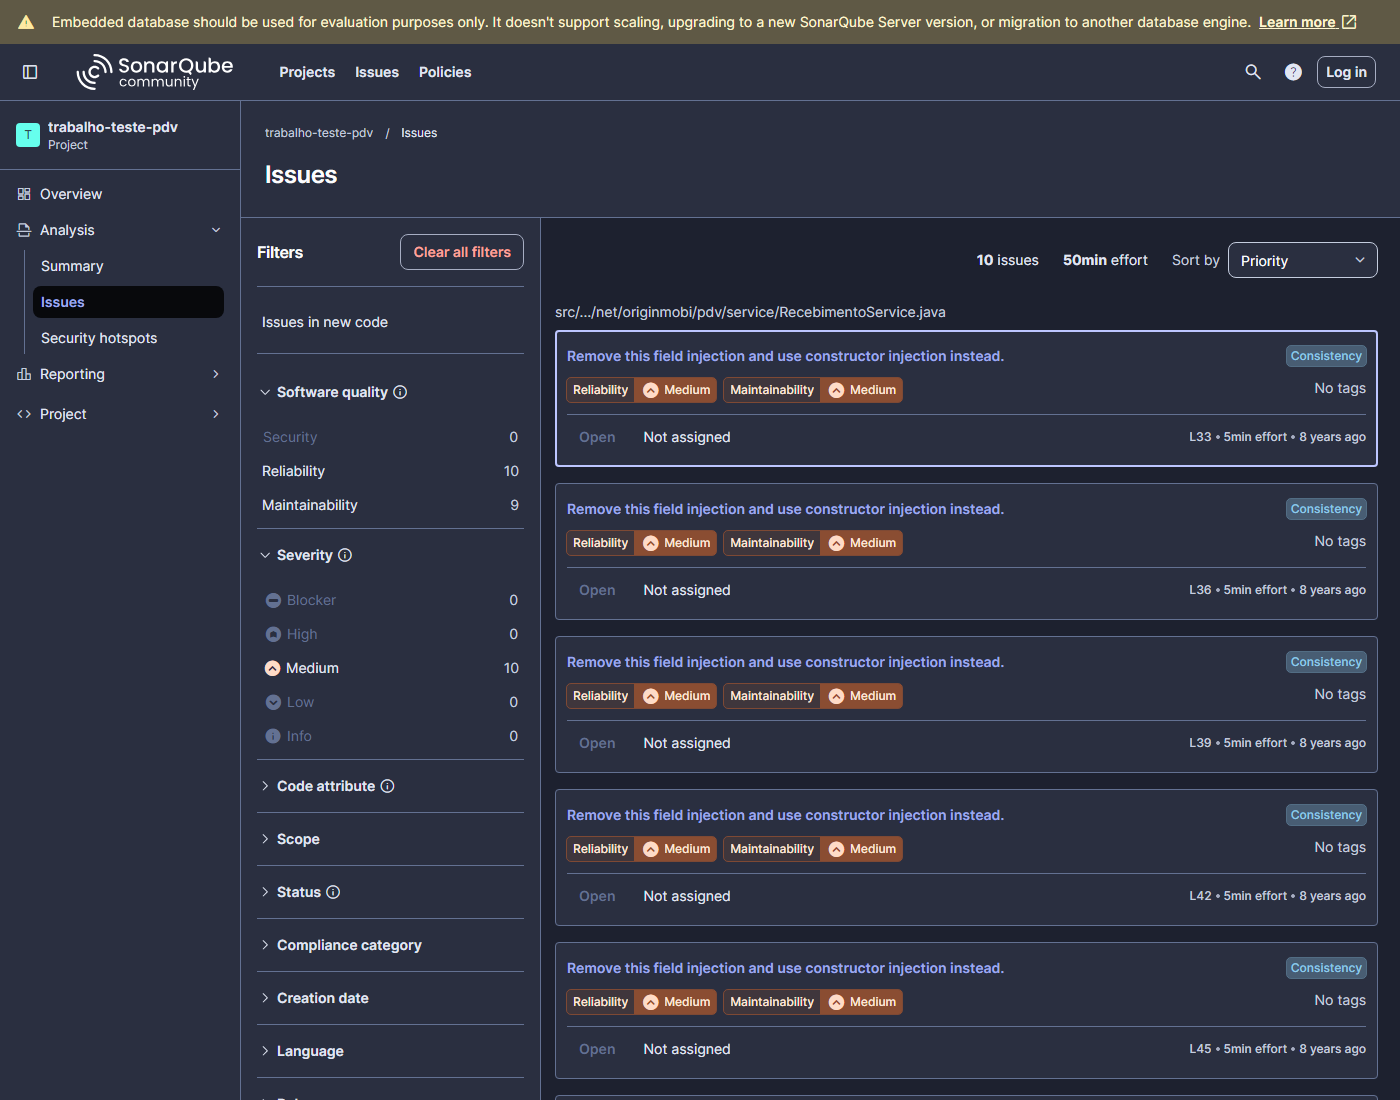 Embedded database should be used for evaluation purposes only. It doesn't support scaling, upgrading to a new SonarQube Server version, or migration to another database engine. Learn more
SonarQube community
Projects Issues Policies
? Log in
T
trabalho-teste-pdv
Project
Overview
Analysis
Summary
Issues
Security hotspots
Reporting
Project
trabalho-teste-pdv / Issues
Issues
Filters
Clear all filters
Issues in new code
Software quality
Security 0
Reliability 10
Maintainability 9
Severity
Blocker 0
High 0
Medium 10
Low 0
Info 0
Code attribute
Scope
Status
Compliance category
Creation date
Language
10 issues 50min effort Sort by Priority
src/.../net/originmobi/pdv/service/RecebimentoService.java
Remove this field injection and use constructor injection instead. Consistency
Reliability Medium Maintainability Medium No tags
Open Not assigned L33 • 5min effort • 8 years ago
Remove this field injection and use constructor injection instead. Consistency
Reliability Medium Maintainability Medium No tags
Open Not assigned L36 • 5min effort • 8 years ago
Remove this field injection and use constructor injection instead. Consistency
Reliability Medium Maintainability Medium No tags
Open Not assigned L39 • 5min effort • 8 years ago
Remove this field injection and use constructor injection instead. Consistency
Reliability Medium Maintainability Medium No tags
Open Not assigned L42 • 5min effort • 8 years ago
Remove this field injection and use constructor injection instead. Consistency
Reliability Medium Maintainability Medium No tags
Open Not assigned L45 • 5min effort • 8 years ago